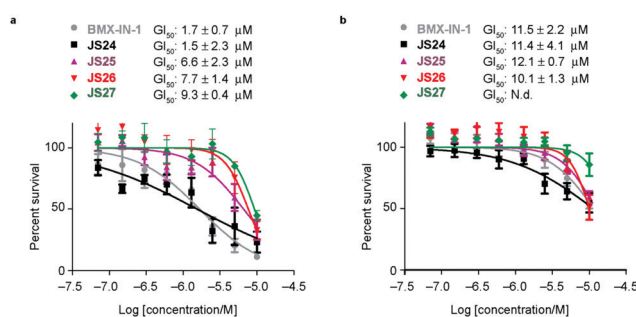 a
BMX-IN-1 GI50: 1.7 ± 0.7 μM
JS24 GI50: 1.5 ± 2.3 μM
JS25 GI50: 6.6 ± 2.3 μM
JS26 GI50: 7.7 ± 1.4 μM
JS27 GI50: 9.3 ± 0.4 μM
100
50
0
Percent survival
–7.5 –7.0 –6.5 –6.0 –5.5 –5.0 –4.5
Log [concentration/M]
b
BMX-IN-1 GI50: 11.5 ± 2.2 μM
JS24 GI50: 11.4 ± 4.1 μM
JS25 GI50: 12.1 ± 0.7 μM
JS26 GI50: 10.1 ± 1.3 μM
JS27 GI50: N.d.
100
50
0
Percent survival
–7.5 –7.0 –6.5 –6.0 –5.5 –5.0 –4.5
Log [concentration/M]